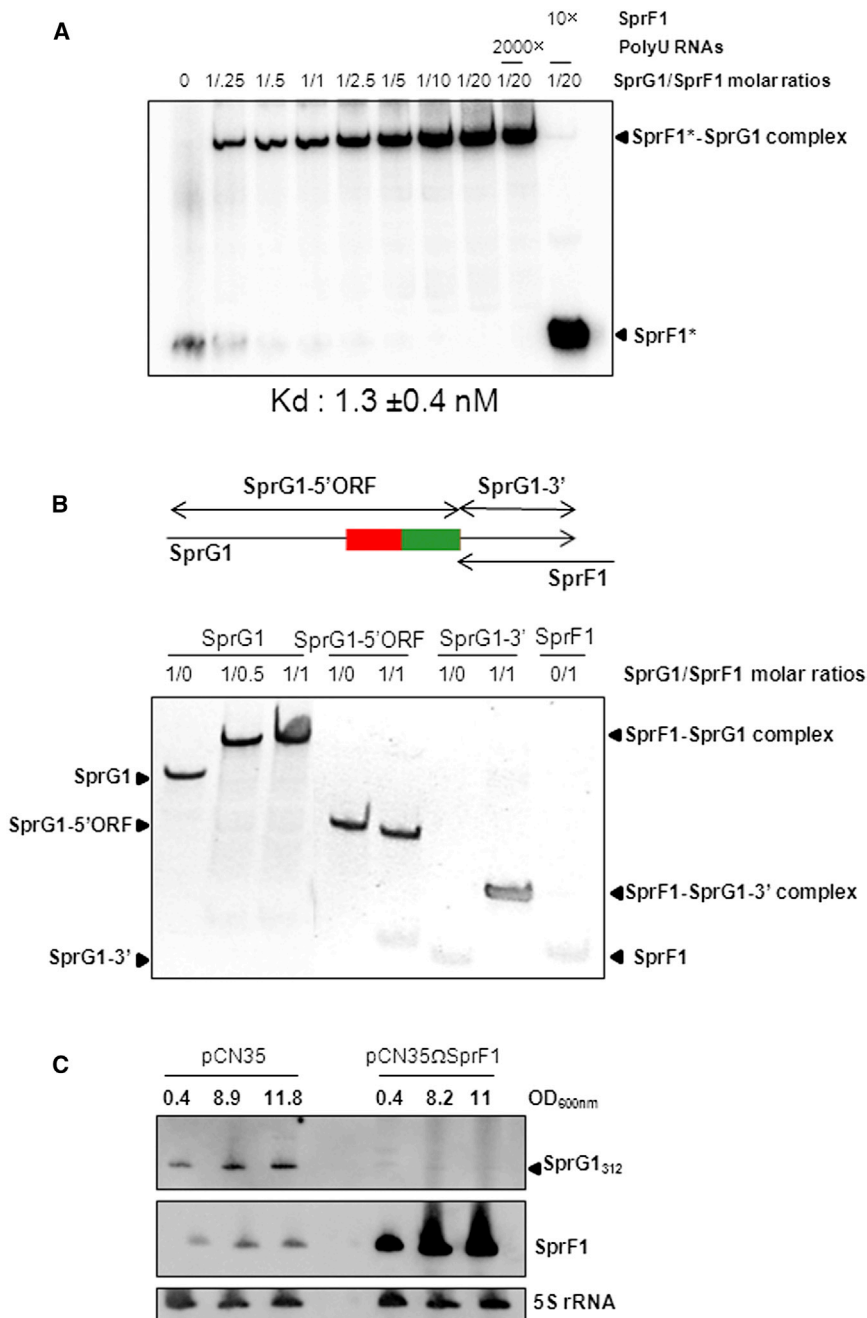 A
10× SprF1
2000× PolyU RNAs
0 1/.25 1/.5 1/1 1/2.5 1/5 1/10 1/20 1/20 1/20 SprG1/SprF1 molar ratios
SprF1*-SprG1 complex
SprF1*
Kd : 1.3 ±0.4 nM
B
SprG1-5'ORF SprG1-3'
SprG1
SprF1
SprG1 SprG1-5'ORF SprG1-3' SprF1
1/0 1/0.5 1/1 1/0 1/1 1/0 1/1 0/1 SprG1/SprF1 molar ratios
SprF1-SprG1 complex
SprG1
SprG1-5'ORF
SprF1-SprG1-3' complex
SprG1-3' SprF1
C
pCN35 pCN35ΩSprF1
0.4 8.9 11.8 0.4 8.2 11 OD600nm
SprG1312
SprF1
5S rRNA